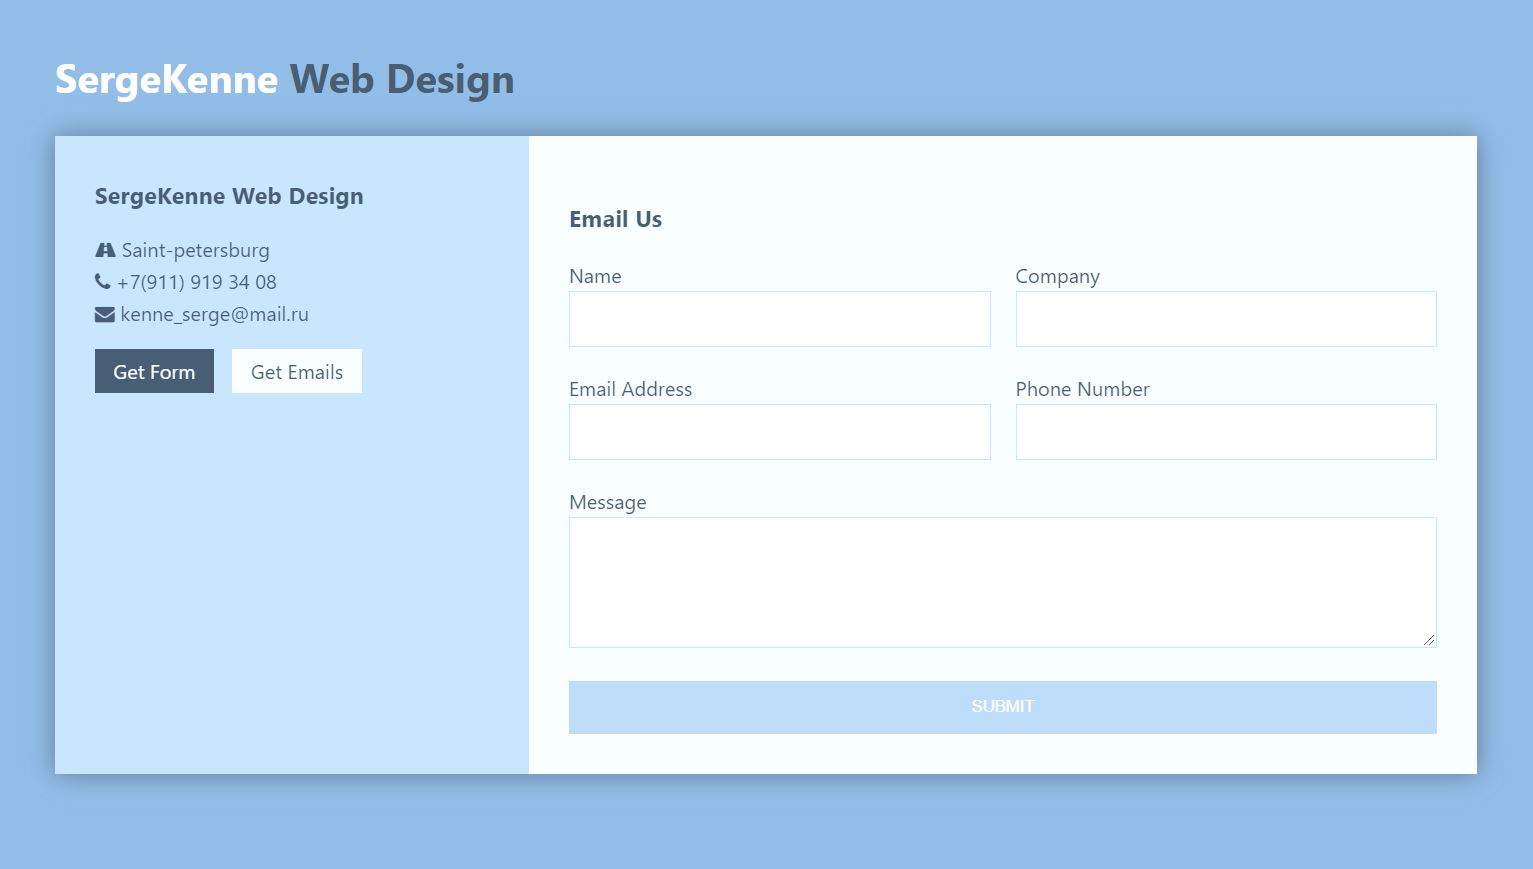 SergeKenne Web Design
SergeKenne Web Design
Saint-petersburg
+7(911) 919 34 08
kenne_serge@mail.ru
Get Form Get Emails
Email Us
Name Company
Email Address Phone Number
Message
SUBMIT